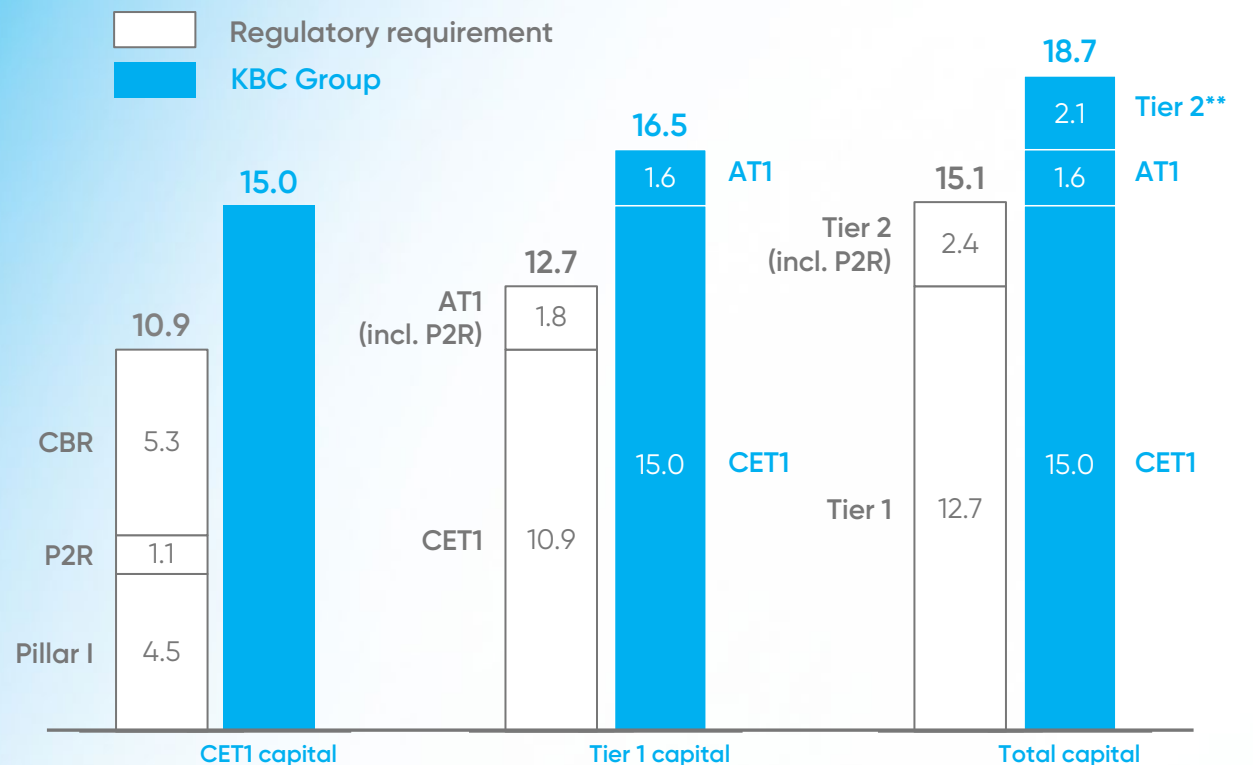 Regulatory requirement
KBC Group
10.9
CBR
5.3
P2R
1.1
Pillar I
4.5
15.0
CET1 capital
12.7
AT1
(incl. P2R)
1.8
CET1
10.9
16.5
1.6
AT1
15.0
CET1
Tier 1 capital
15.1
Tier 2
(incl. P2R)
2.4
Tier 1
12.7
18.7
2.1
Tier 2**
1.6
AT1
15.0
CET1
Total capital